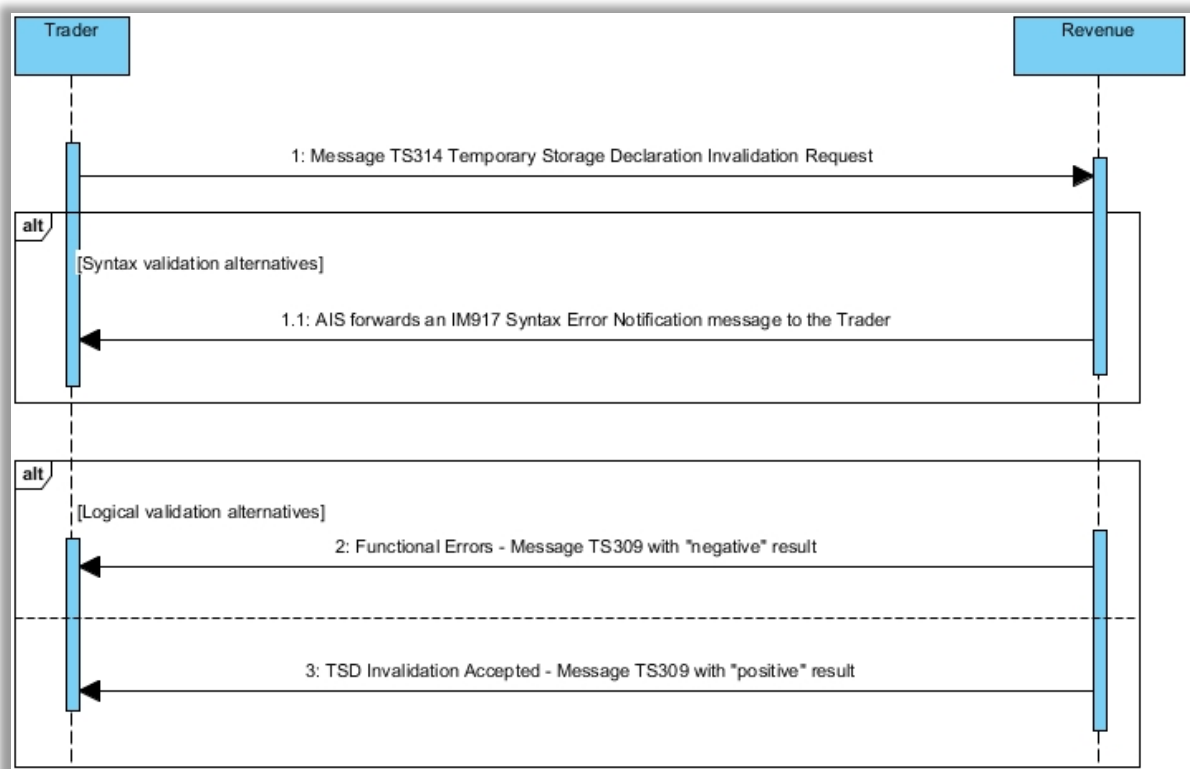 Trader
Revenue
1: Message TS314 Temporary Storage Declaration Invalidation Request
alt
[Syntax validation alternatives]
1.1: AIS forwards an IM917 Syntax Error Notification message to the Trader
alt
[Logical validation alternatives]
2: Functional Errors - Message TS309 with "negative" result
3: TSD Invalidation Accepted - Message TS309 with "positive" result